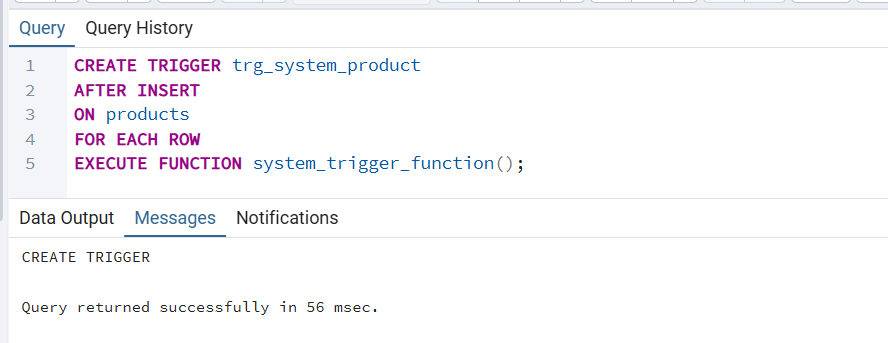 Query Query History
1 CREATE TRIGGER trg_system_product
2 AFTER INSERT
3 ON products
4 FOR EACH ROW
5 EXECUTE FUNCTION system_trigger_function();
Data Output Messages Notifications
CREATE TRIGGER
Query returned successfully in 56 msec.